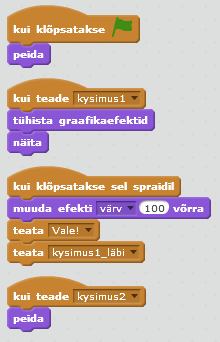 kui klõpsatakse
peida
kui teade kysimus1
tühista graafikaefektid
näita
kui klõpsatakse sel spraidil
muuda efekti värv 100 võrra
teata Vale!
teata kysimus1_läbi
kui teade kysimus2
peida